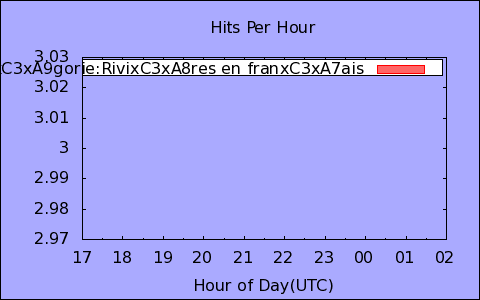 Hits Per Hour
3.03
C3xA9gorie:RivixC3xA8res en franxC3xA7ais
3.02
3.01
3
2.99
2.98
2.97
17 18 19 20 21 22 23 00 01 02
Hour of Day(UTC)